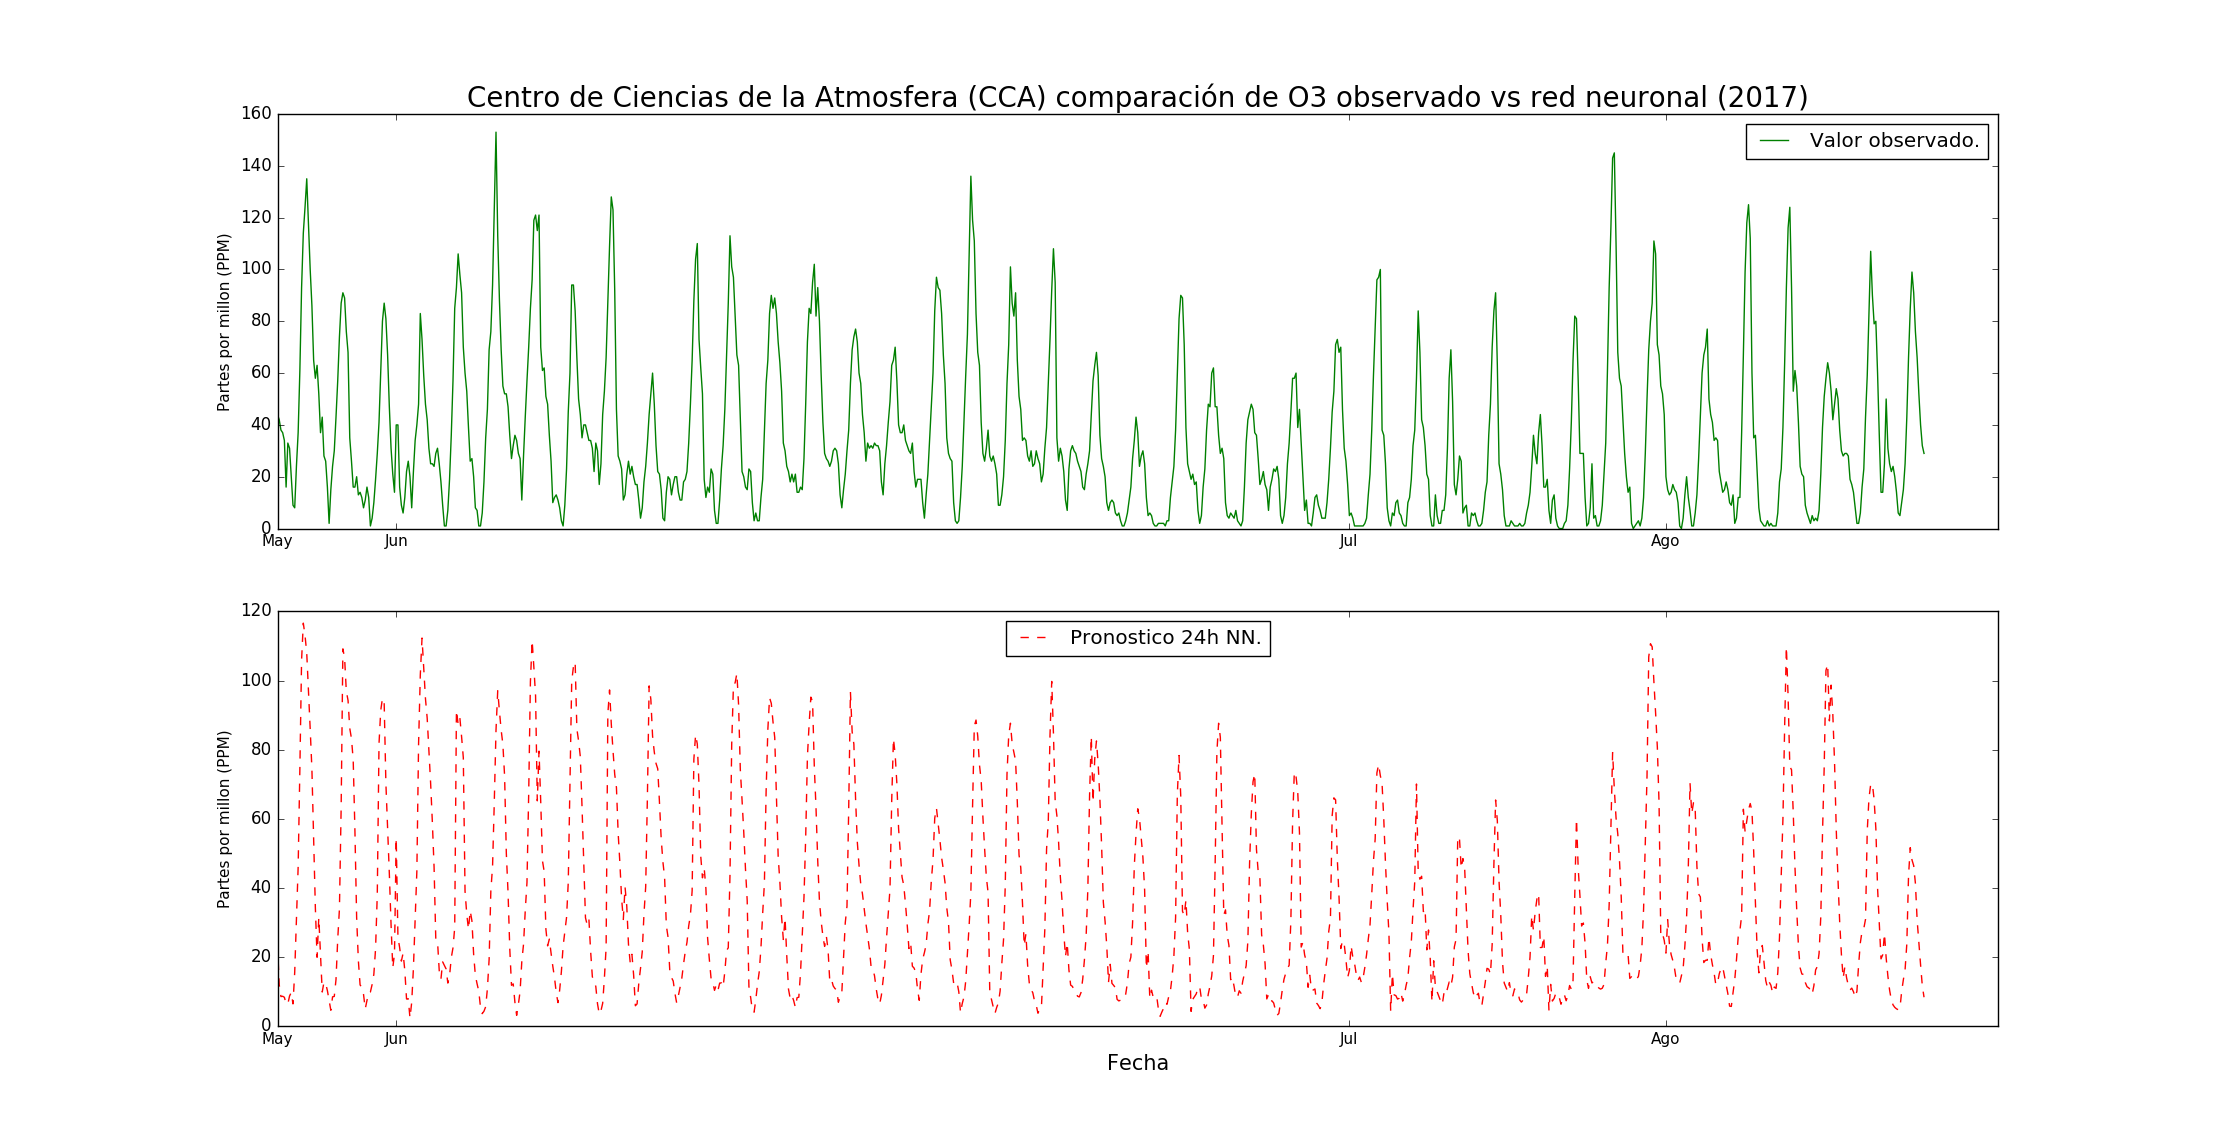 Centro de Ciencias de la Atmosfera (CCA) comparación de O3 observado vs red neuronal (2017)
160
140
120
100
80
60
40
20
0
Partes por millon (PPM)
Valor observado.
May Jun Jul Ago
120
100
80
60
40
20
0
Partes por millon (PPM)
Pronostico 24h NN.
May Jun Jul Ago
Fecha